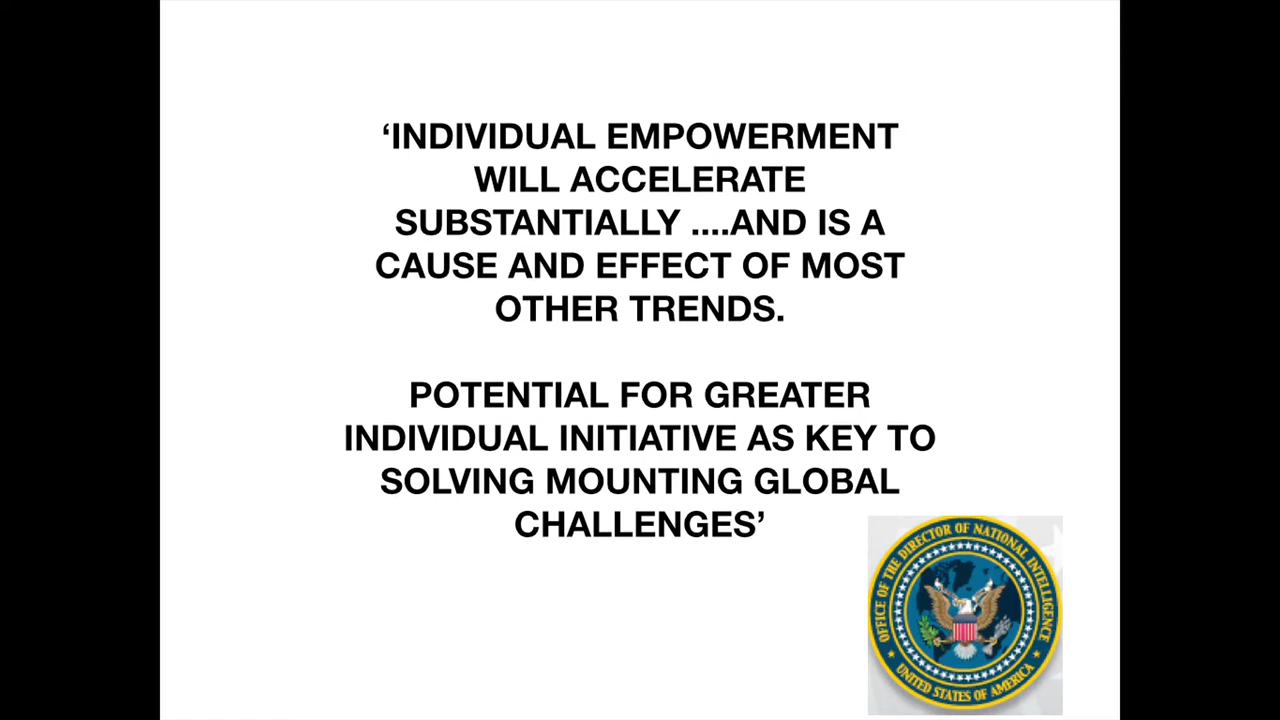 ‘INDIVIDUAL EMPOWERMENT
WILL ACCELERATE
SUBSTANTIALLY ....AND IS A
CAUSE AND EFFECT OF MOST
OTHER TRENDS.
POTENTIAL FOR GREATER
INDIVIDUAL INITIATIVE AS KEY TO
SOLVING MOUNTING GLOBAL
CHALLENGES’
OFFICE OF THE DIRECTOR OF NATIONAL INTELLIGENCE
UNITED STATES OF AMERICA